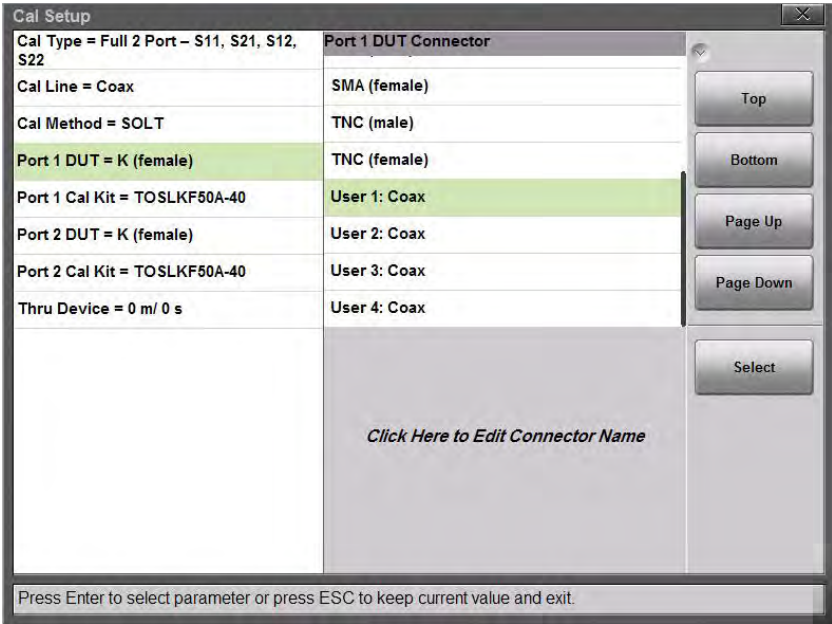 Cal Setup
Cal Type = Full 2 Port – S11, S21, S12,
S22
Cal Line = Coax
Cal Method = SOLT
Port 1 DUT = K (female)
Port 1 Cal Kit = TOSLKF50A-40
Port 2 DUT = K (female)
Port 2 Cal Kit = TOSLKF50A-40
Thru Device = 0 m/ 0 s
Port 1 DUT Connector
SMA (female)
TNC (male)
TNC (female)
User 1: Coax
User 2: Coax
User 3: Coax
User 4: Coax
Click Here to Edit Connector Name
Top
Bottom
Page Up
Page Down
Select
Press Enter to select parameter or press ESC to keep current value and exit.